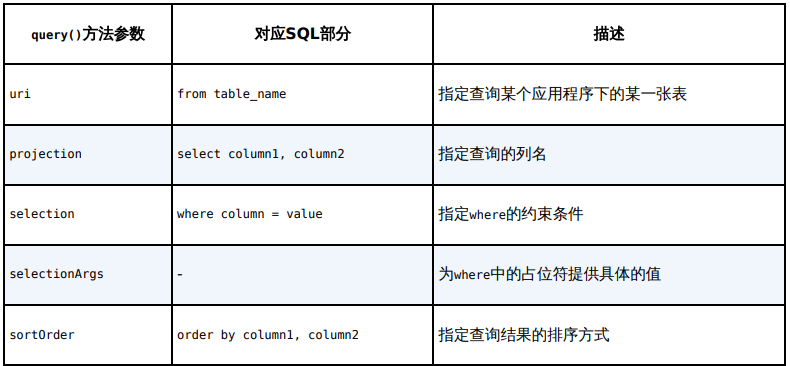 query()方法参数 对应SQL部分 描述
uri from table_name 指定查询某个应用程序下的某一张表
projection select column1, column2 指定查询的列名
selection where column = value 指定where的约束条件
selectionArgs - 为where中的占位符提供具体的值
sortOrder order by column1, column2 指定查询结果的排序方式